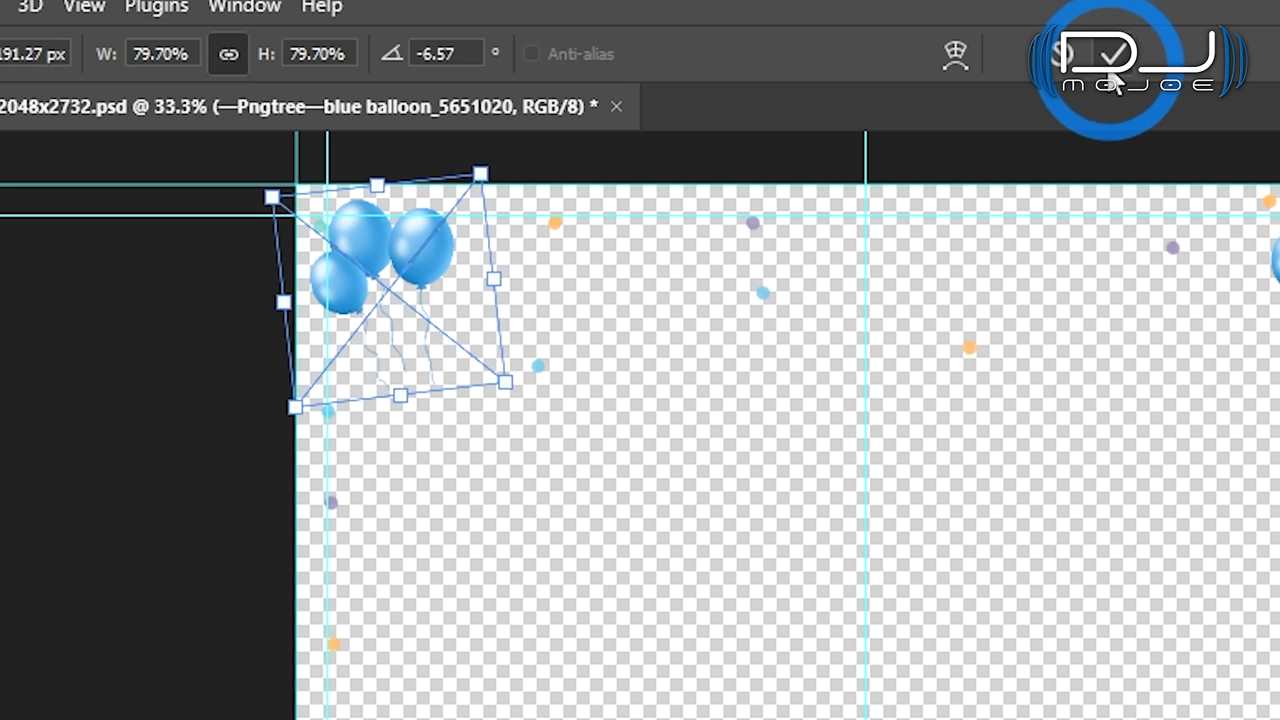 3D View Plugins Window Help
191.27 px W: 79.70% H: 79.70% -6.57 ° Anti-alias
2048x2732.psd @ 33.3% (—Pngtree—blue balloon_5651020, RGB/8) * ×
DJ
MOJOE